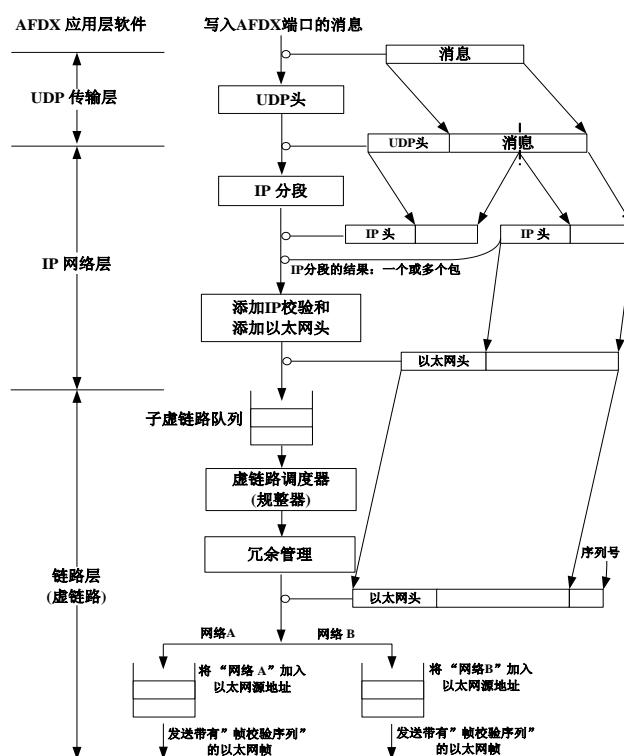 AFDX 应用层软件
写入AFDX端口的消息
消息
UDP 传输层
UDP头
UDP头
消息
IP 分段
IP 头
IP 头
IP分段的结果：一个或多个包
IP 网络层
添加IP校验和
添加以太网头
以太网头
子虚链路队列
虚链路调度器
(规整器)
冗余管理
序列号
链路层
(虚链路)
以太网头
网络A
网络 B
将“网络 A”加入
以太网源地址
将“网络B”加入
以太网源地址
发送带有”帧校验序列”
的以太网帧
发送带有”帧校验序列”
的以太网帧